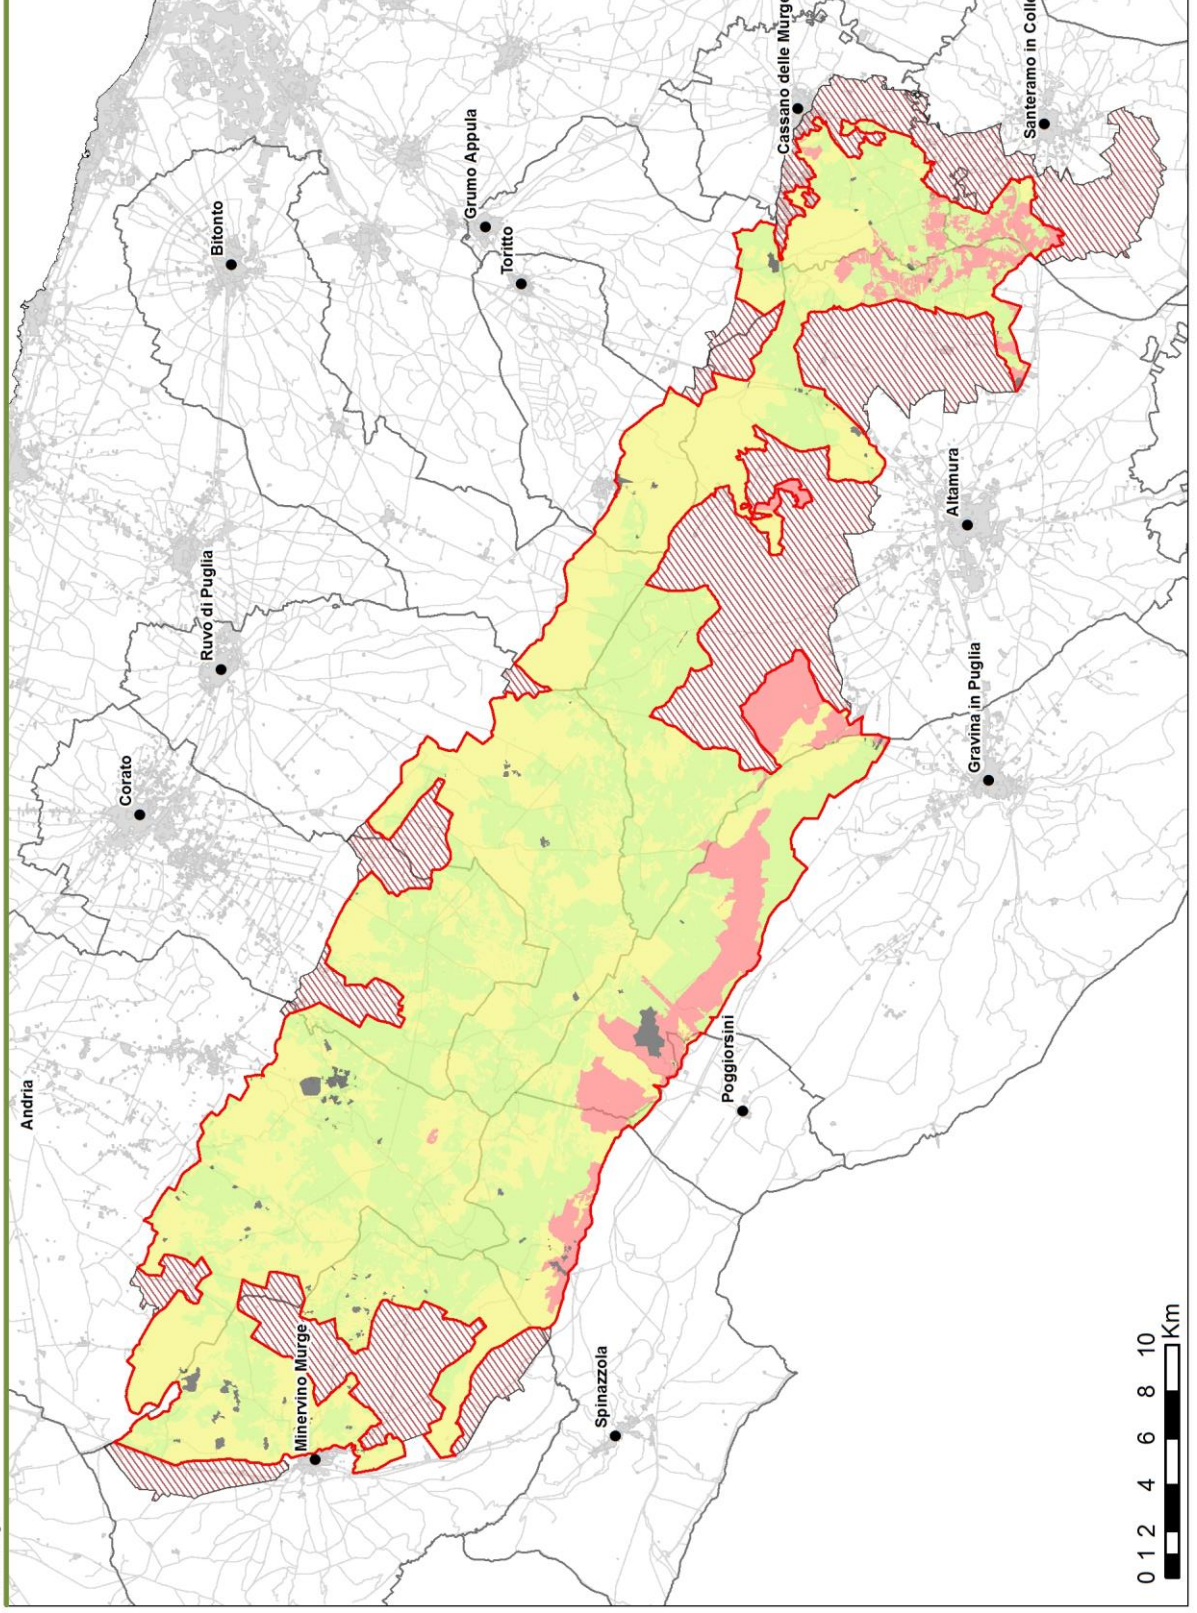 Andria
Corato
Ruvo di Puglia
Bitonto
Minervino Murge
Grumo Appula
Toritto
Spinazzola
Poggiorsini
Cassano delle Murge
Altamura
Gravina in Puglia
Santeramo in Colle
0 1 2 4 6 8 10
Km